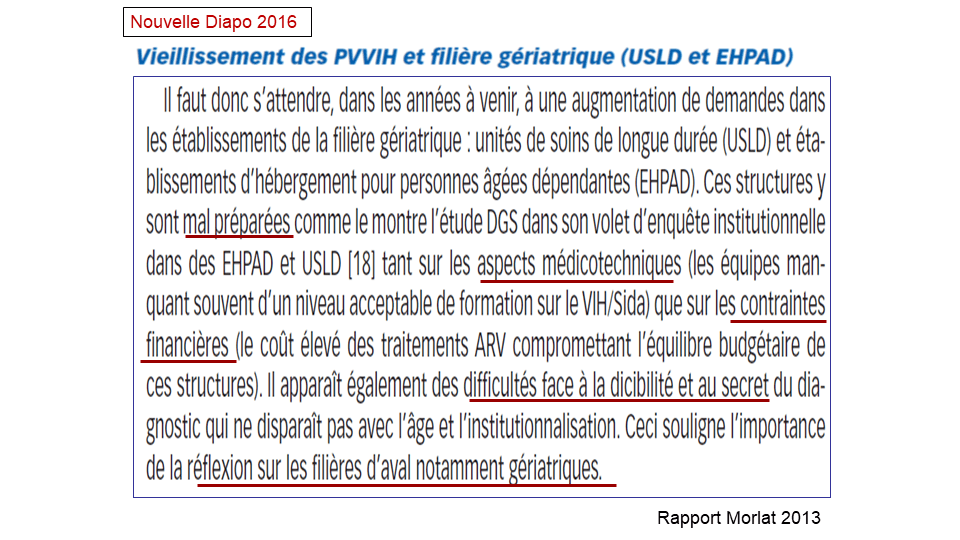 Nouvelle Diapo 2016
Vieillissement des PVVIH et filière gériatrique (USLD et EHPAD)
Il faut donc s'attendre, dans les années à venir, à une augmentation de demandes dans
les établissements de la filière gériatrique : unités de soins de longue durée (USLD) et éta-
blissements d'hébergement pour personnes âgées dépendantes (EHPAD). Ces structures y
sont mal préparées comme le montre l'étude DGS dans son volet d'enquête institutionnelle
dans des EHPAD et USLD [18] tant sur les aspects médicotechniques (les équipes man-
quant souvent d'un niveau acceptable de formation sur le VIH/Sida) que sur les contraintes
financières (le coût élevé des traitements ARV compromettant l'équilibre budgétaire de
ces structures). Il apparaît également des difficultés face à la dicibilité et au secret du dia-
gnostic qui ne disparaît pas avec l'âge et l'institutionnalisation. Ceci souligne l'importance
de la réflexion sur les filières d'aval notamment gériatriques.
Rapport Morlat 2013